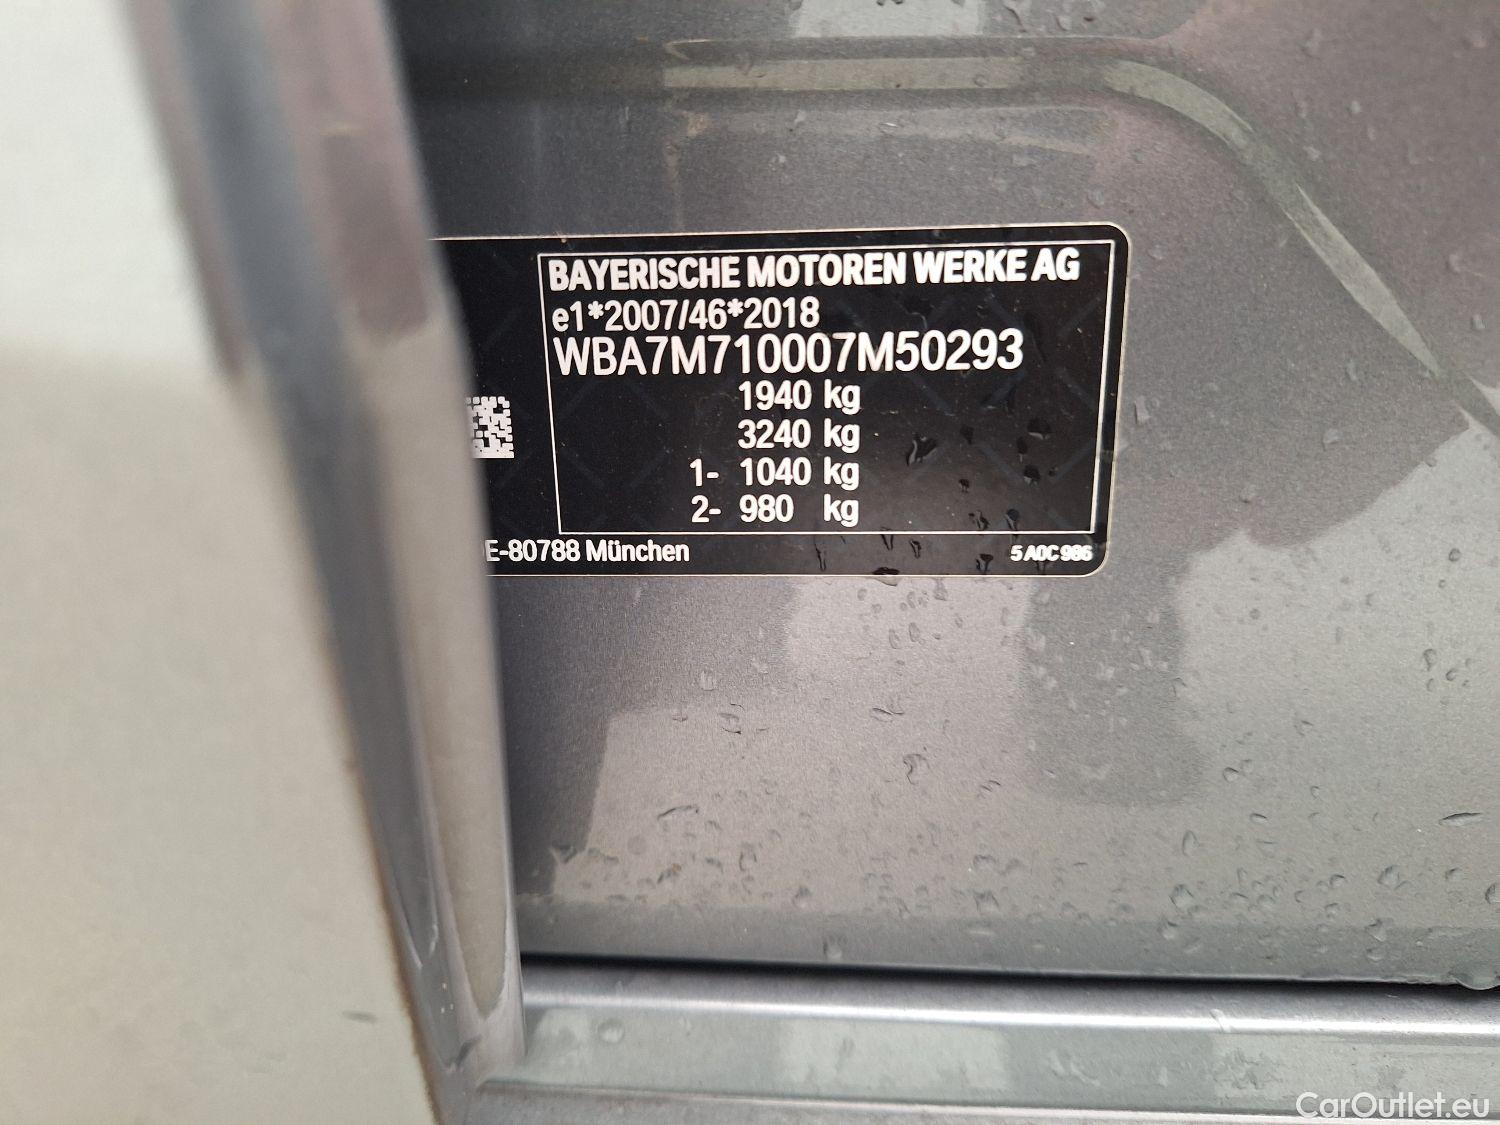 BAYERISCHE MOTOREN WERKE AG
e1*2007/46*2018
WBA7M710007M50293
1940 kg
3240 kg
1- 1040 kg
2- 980 kg
E-80788 München
5 A0C 986
CarOutlet.eu